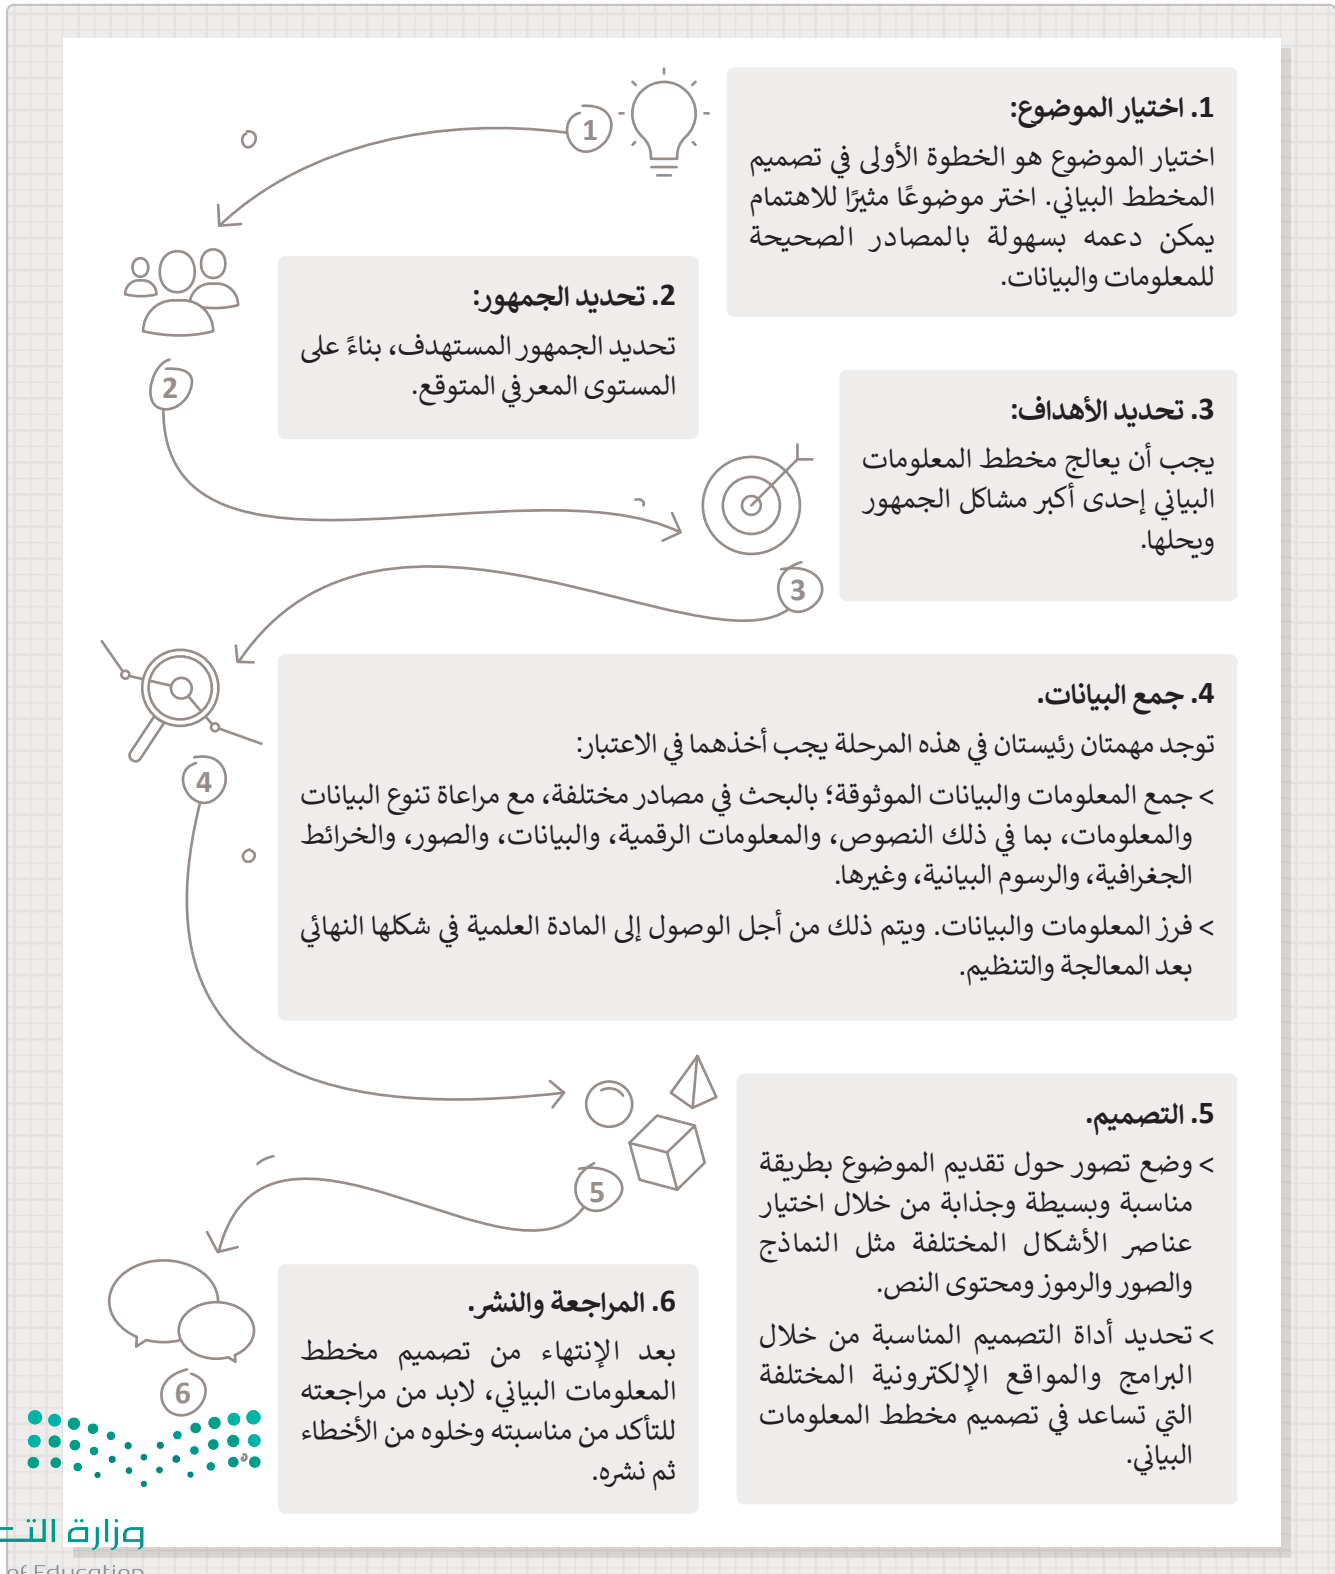 1. اختيار الموضوع:
اختيار الموضوع هو الخطوة الأولى في تصميم
المخطط البياني. اختر موضوعًا مثيرًا للاهتمام
يمكن دعمه بسهولة بالمصادر الصحيحة
للمعلومات والبيانات.
1
2. تحديد الجمهور:
تحديد الجمهور المستهدف، بناءً على
المستوى المعرفي المتوقع.
2
3. تحديد الأهداف:
يجب أن يعالج مخطط المعلومات
البياني إحدى أكبر مشاكل الجمهور
ويحلها.
3
4. جمع البيانات.
توجد مهمتان رئيستان في هذه المرحلة يجب أخذهما في الاعتبار:
> جمع المعلومات والبيانات الموثوقة؛ بالبحث في مصادر مختلفة، مع مراعاة تنوع البيانات
والمعلومات، بما في ذلك النصوص، والمعلومات الرقمية، والبيانات، والصور، والخرائط
الجغرافية، والرسوم البيانية، وغيرها.
> فرز المعلومات والبيانات. ويتم ذلك من أجل الوصول إلى المادة العلمية في شكلها النهائي
بعد المعالجة والتنظيم.
4
5. التصميم.
> وضع تصور حول تقديم الموضوع بطريقة
مناسبة وبسيطة وجذابة من خلال اختيار
عناصر الأشكال المختلفة مثل النماذج
والصور والرموز ومحتوى النص.
> تحديد أداة التصميم المناسبة من خلال
البرامج والمواقع الإلكترونية المختلفة
التي تساعد في تصميم مخطط المعلومات
البياني.
5
6. المراجعة والنشر.
بعد الإنتهاء من تصميم مخطط
المعلومات البياني، لابد من مراجعته
للتأكد من مناسبته وخلوه من الأخطاء
ثم نشره.
6
وزارة التـ
of Education